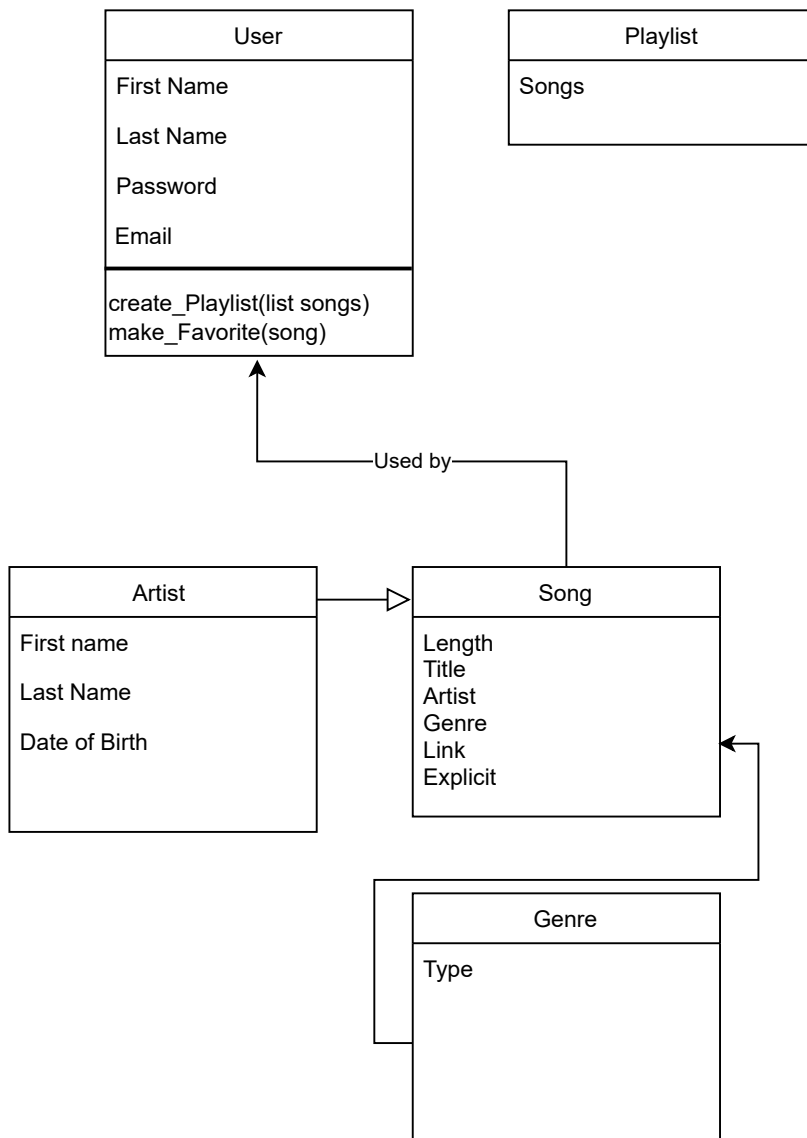 User
First Name
Last Name
Password
Email
create_Playlist(list songs)
make_Favorite(song)
Playlist
Songs
Used by
Artist
First name
Last Name
Date of Birth
Song
Length
Title
Artist
Genre
Link
Explicit
Genre
Type